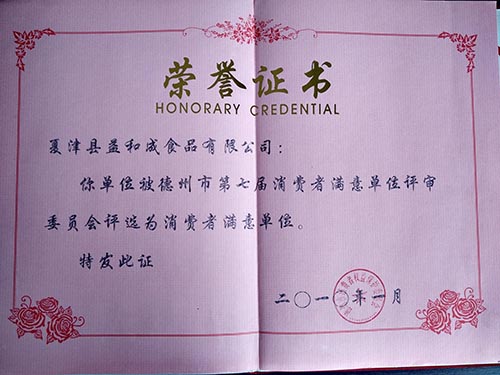 荣誉证书
HONORARY CREDENTIAL
夏津县益和成食品有限公司：
你单位被德州市第七届消费者满意单位评审
委员会评选为消费者满意单位。
特发此证
二〇一 年一月